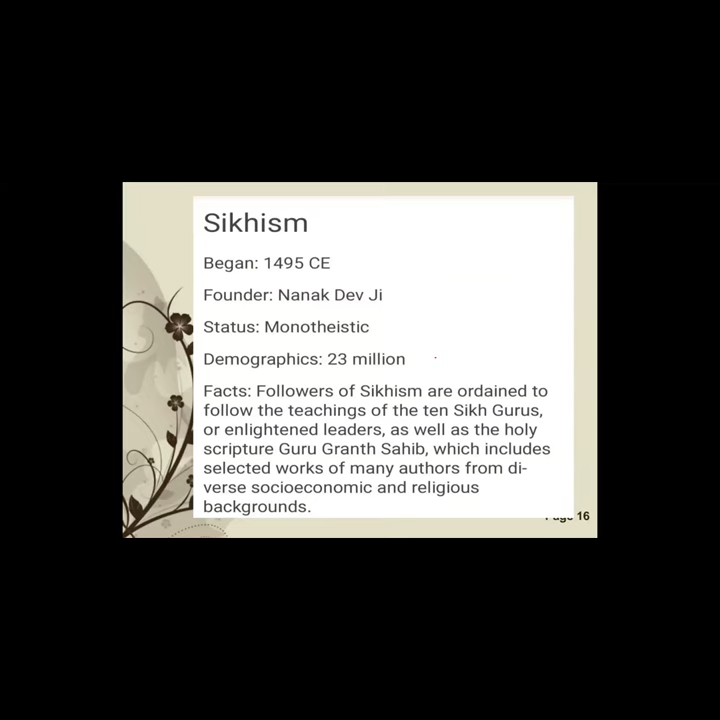 Sikhism
Began: 1495 CE
Founder: Nanak Dev Ji
Status: Monotheistic
Demographics: 23 million
Facts: Followers of Sikhism are ordained to
follow the teachings of the ten Sikh Gurus,
or enlightened leaders, as well as the holy
scripture Guru Granth Sahib, which includes
selected works of many authors from di-
verse socioeconomic and religious
backgrounds.
Page 16